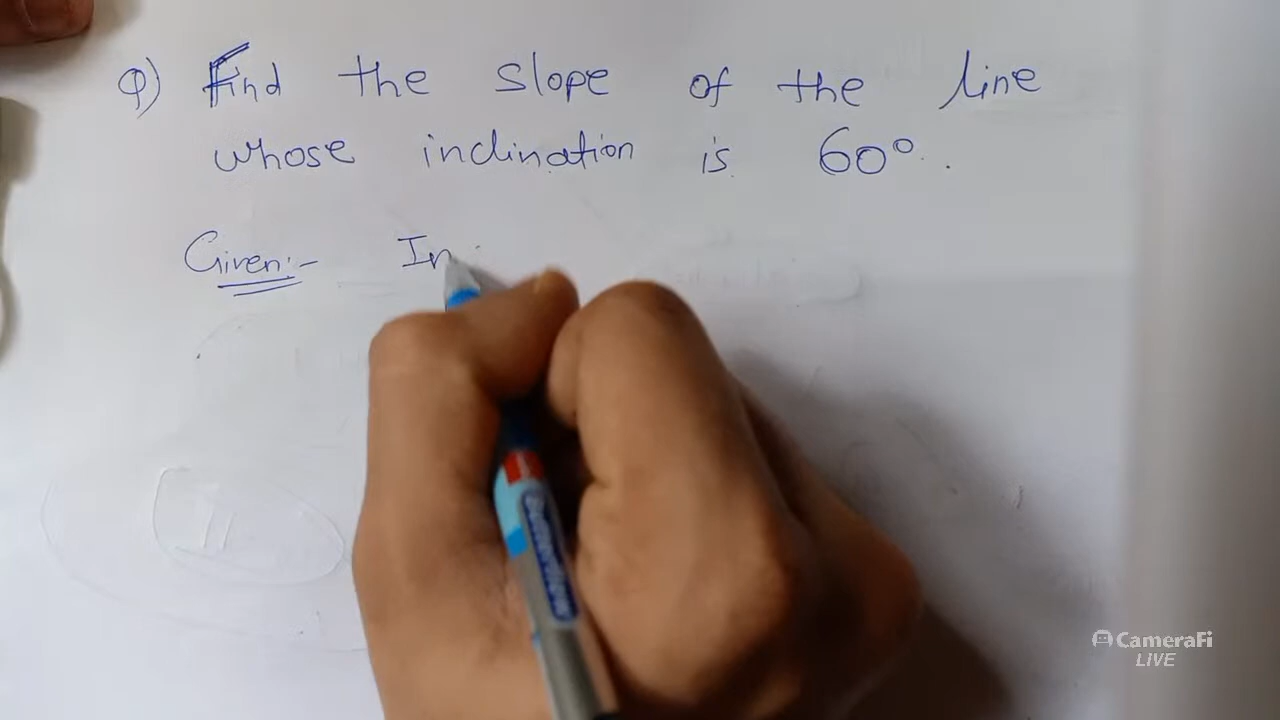 Q) Find the slope of the line
whose inclination is 60°.
Given:- In
CameraFi
LIVE